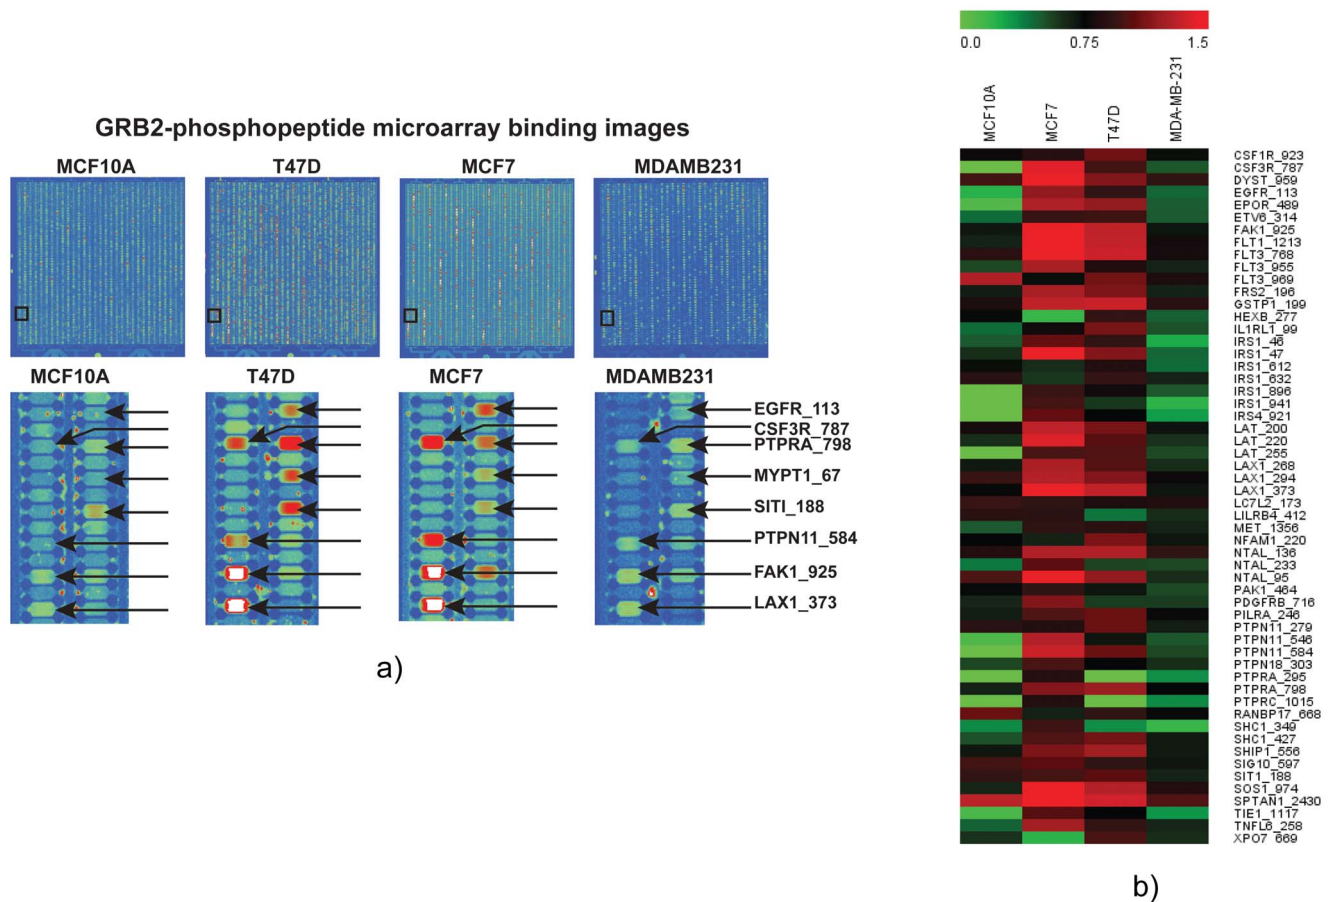 GRB2-phosphopeptide microarray binding images
MCF10A T47D MCF7 MDAMB231
MCF10A T47D MCF7 MDAMB231
EGFR_113
CSF3R_787
PTPRA_798
MYPT1_67
SITI_188
PTPN11_584
FAK1_925
LAX1_373
a)
0.0 0.75 1.5
MCF10A
MCF7
T47D
MDA-MB-231
CSF1R_923
CSF3R_787
DYST_959
EGFR_113
EPOR_489
ETV6_314
FAK1_925
FLT1_1213
FLT3_768
FLT3_955
FLT3_969
FRS2_196
GSTP1_199
HEXB_277
IL1RL1_99
IRS1_46
IRS1_47
IRS1_612
IRS1_632
IRS1_896
IRS1_941
IRS4_921
LAT_200
LAT_220
LAT_255
LAX1_268
LAX1_294
LAX1_373
LC7L2_173
LILRB4_412
MET_1356
NFAM1_220
NTAL_136
NTAL_233
NTAL_95
PAK1_464
PDGFRB_716
PILRA_246
PTPN11_279
PTPN11_546
PTPN11_584
PTPN18_303
PTPRA_295
PTPRA_798
PTPRC_1015
RANBP17_668
SHC1_349
SHC1_427
SHIP1_556
SIG10_597
SIT1_188
SOS1_974
SPTAN1_2430
TIE1_1117
TNFL6_258
XPO7_669
b)